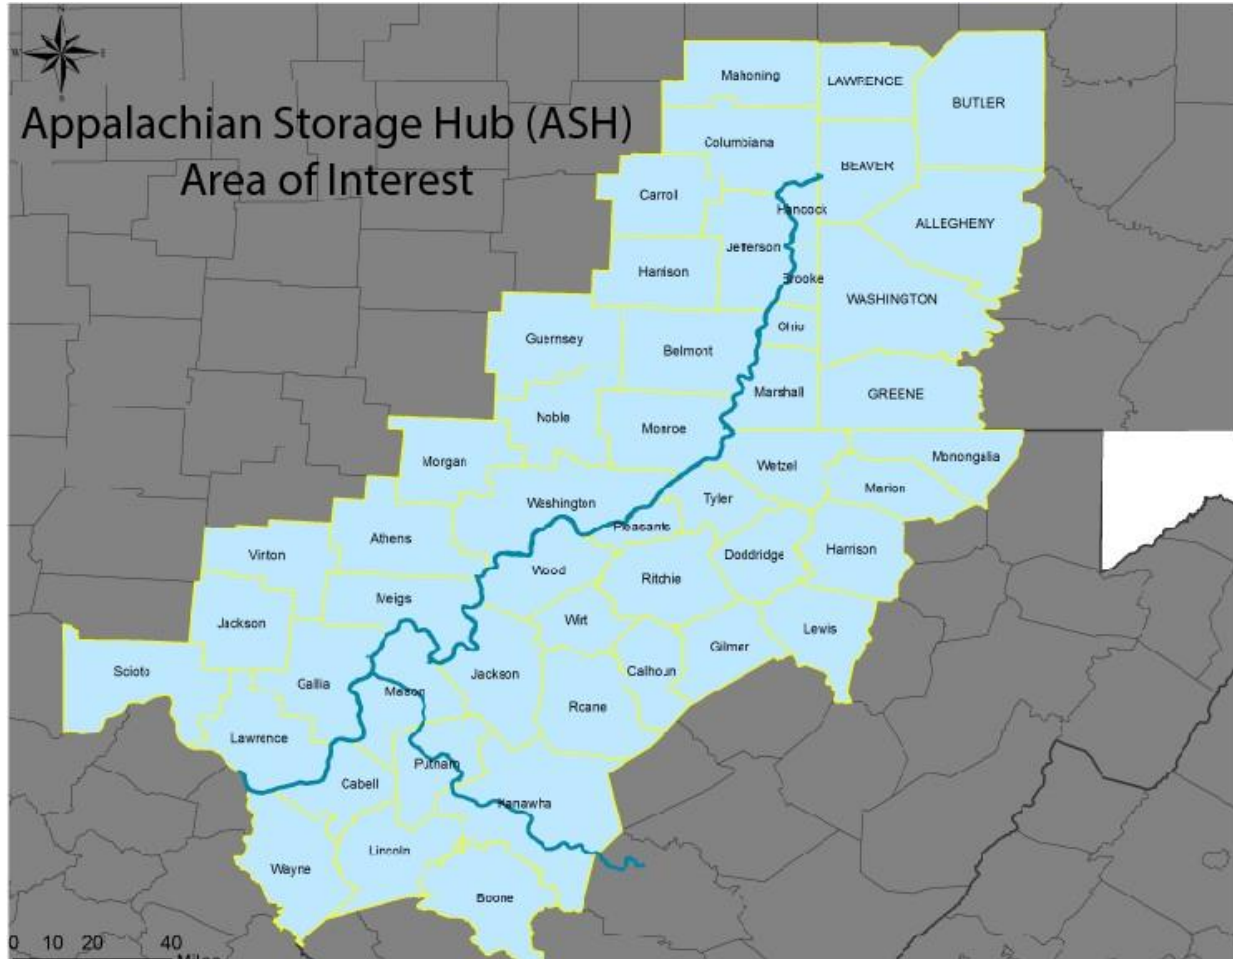 N
W E
S
Appalachian Storage Hub (ASH)
Area of Interest
Mahoning
LAWRENCE
BUTLER
Columbiana
BEAVER
Carroll
Hancock
ALLEGHENY
Jefferson
Harrison
Brooke
WASHINGTON
Ohio
Guernsey
Belmont
Marshall
GREENE
Noble
Monroe
Morgan
Wetzel
Monongalia
Marion
Washington
Tyler
Pleasants
Athens
Doddridge
Harrison
Vinton
Wood
Ritchie
Meigs
Jackson
Wirt
Lewis
Gilmer
Scioto
Gallia
Mason
Jackson
Calhoun
Roane
Lawrence
Putnam
Cabell
Kanawha
Lincoln
Wayne
Boone
0 10 20 40
Miles